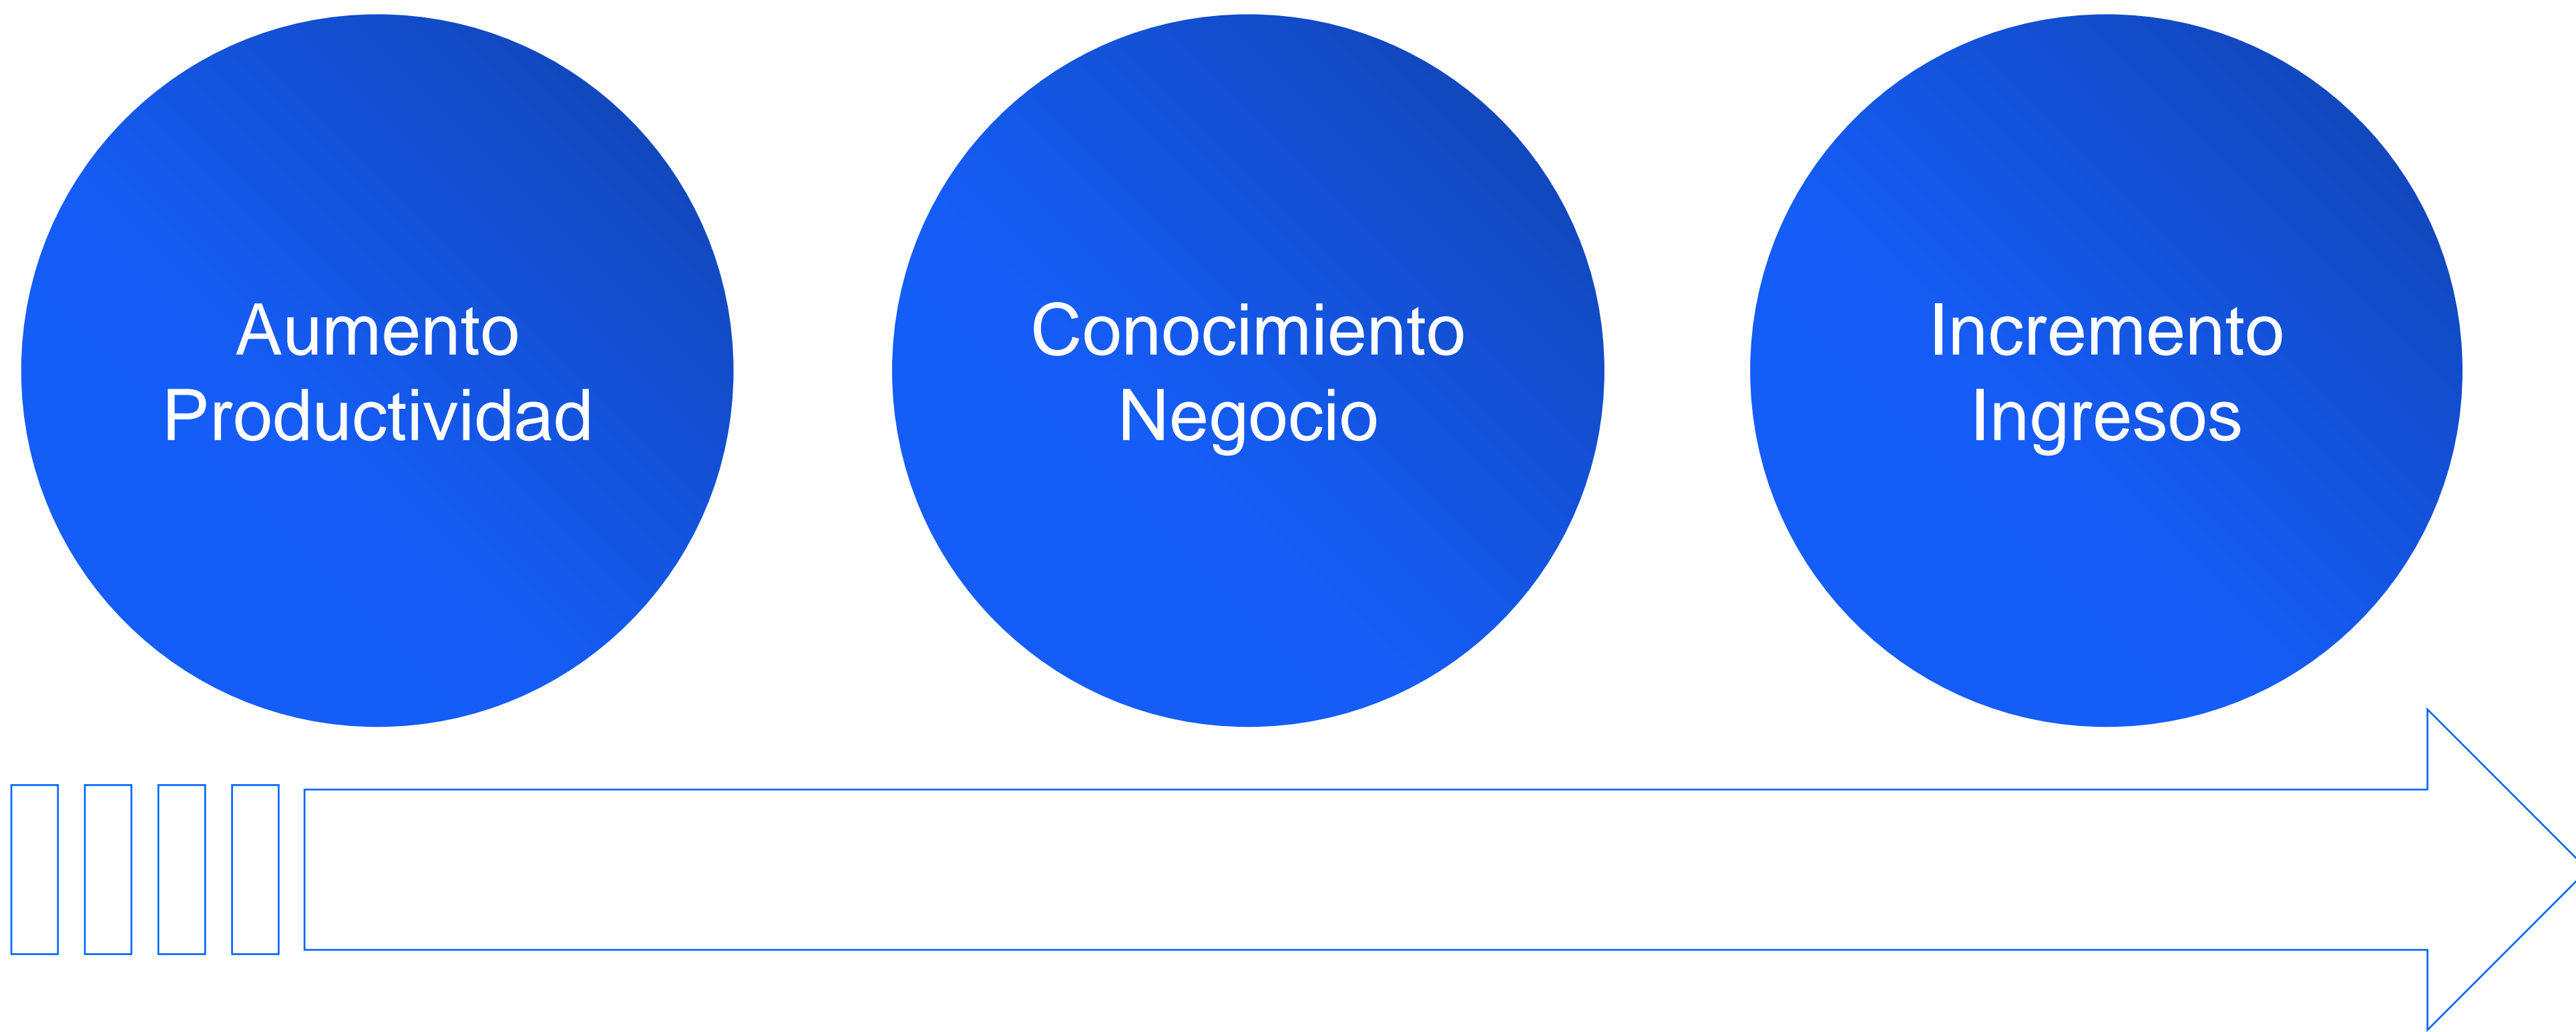 Aumento
Productividad
Conocimiento
Negocio
Incremento
Ingresos